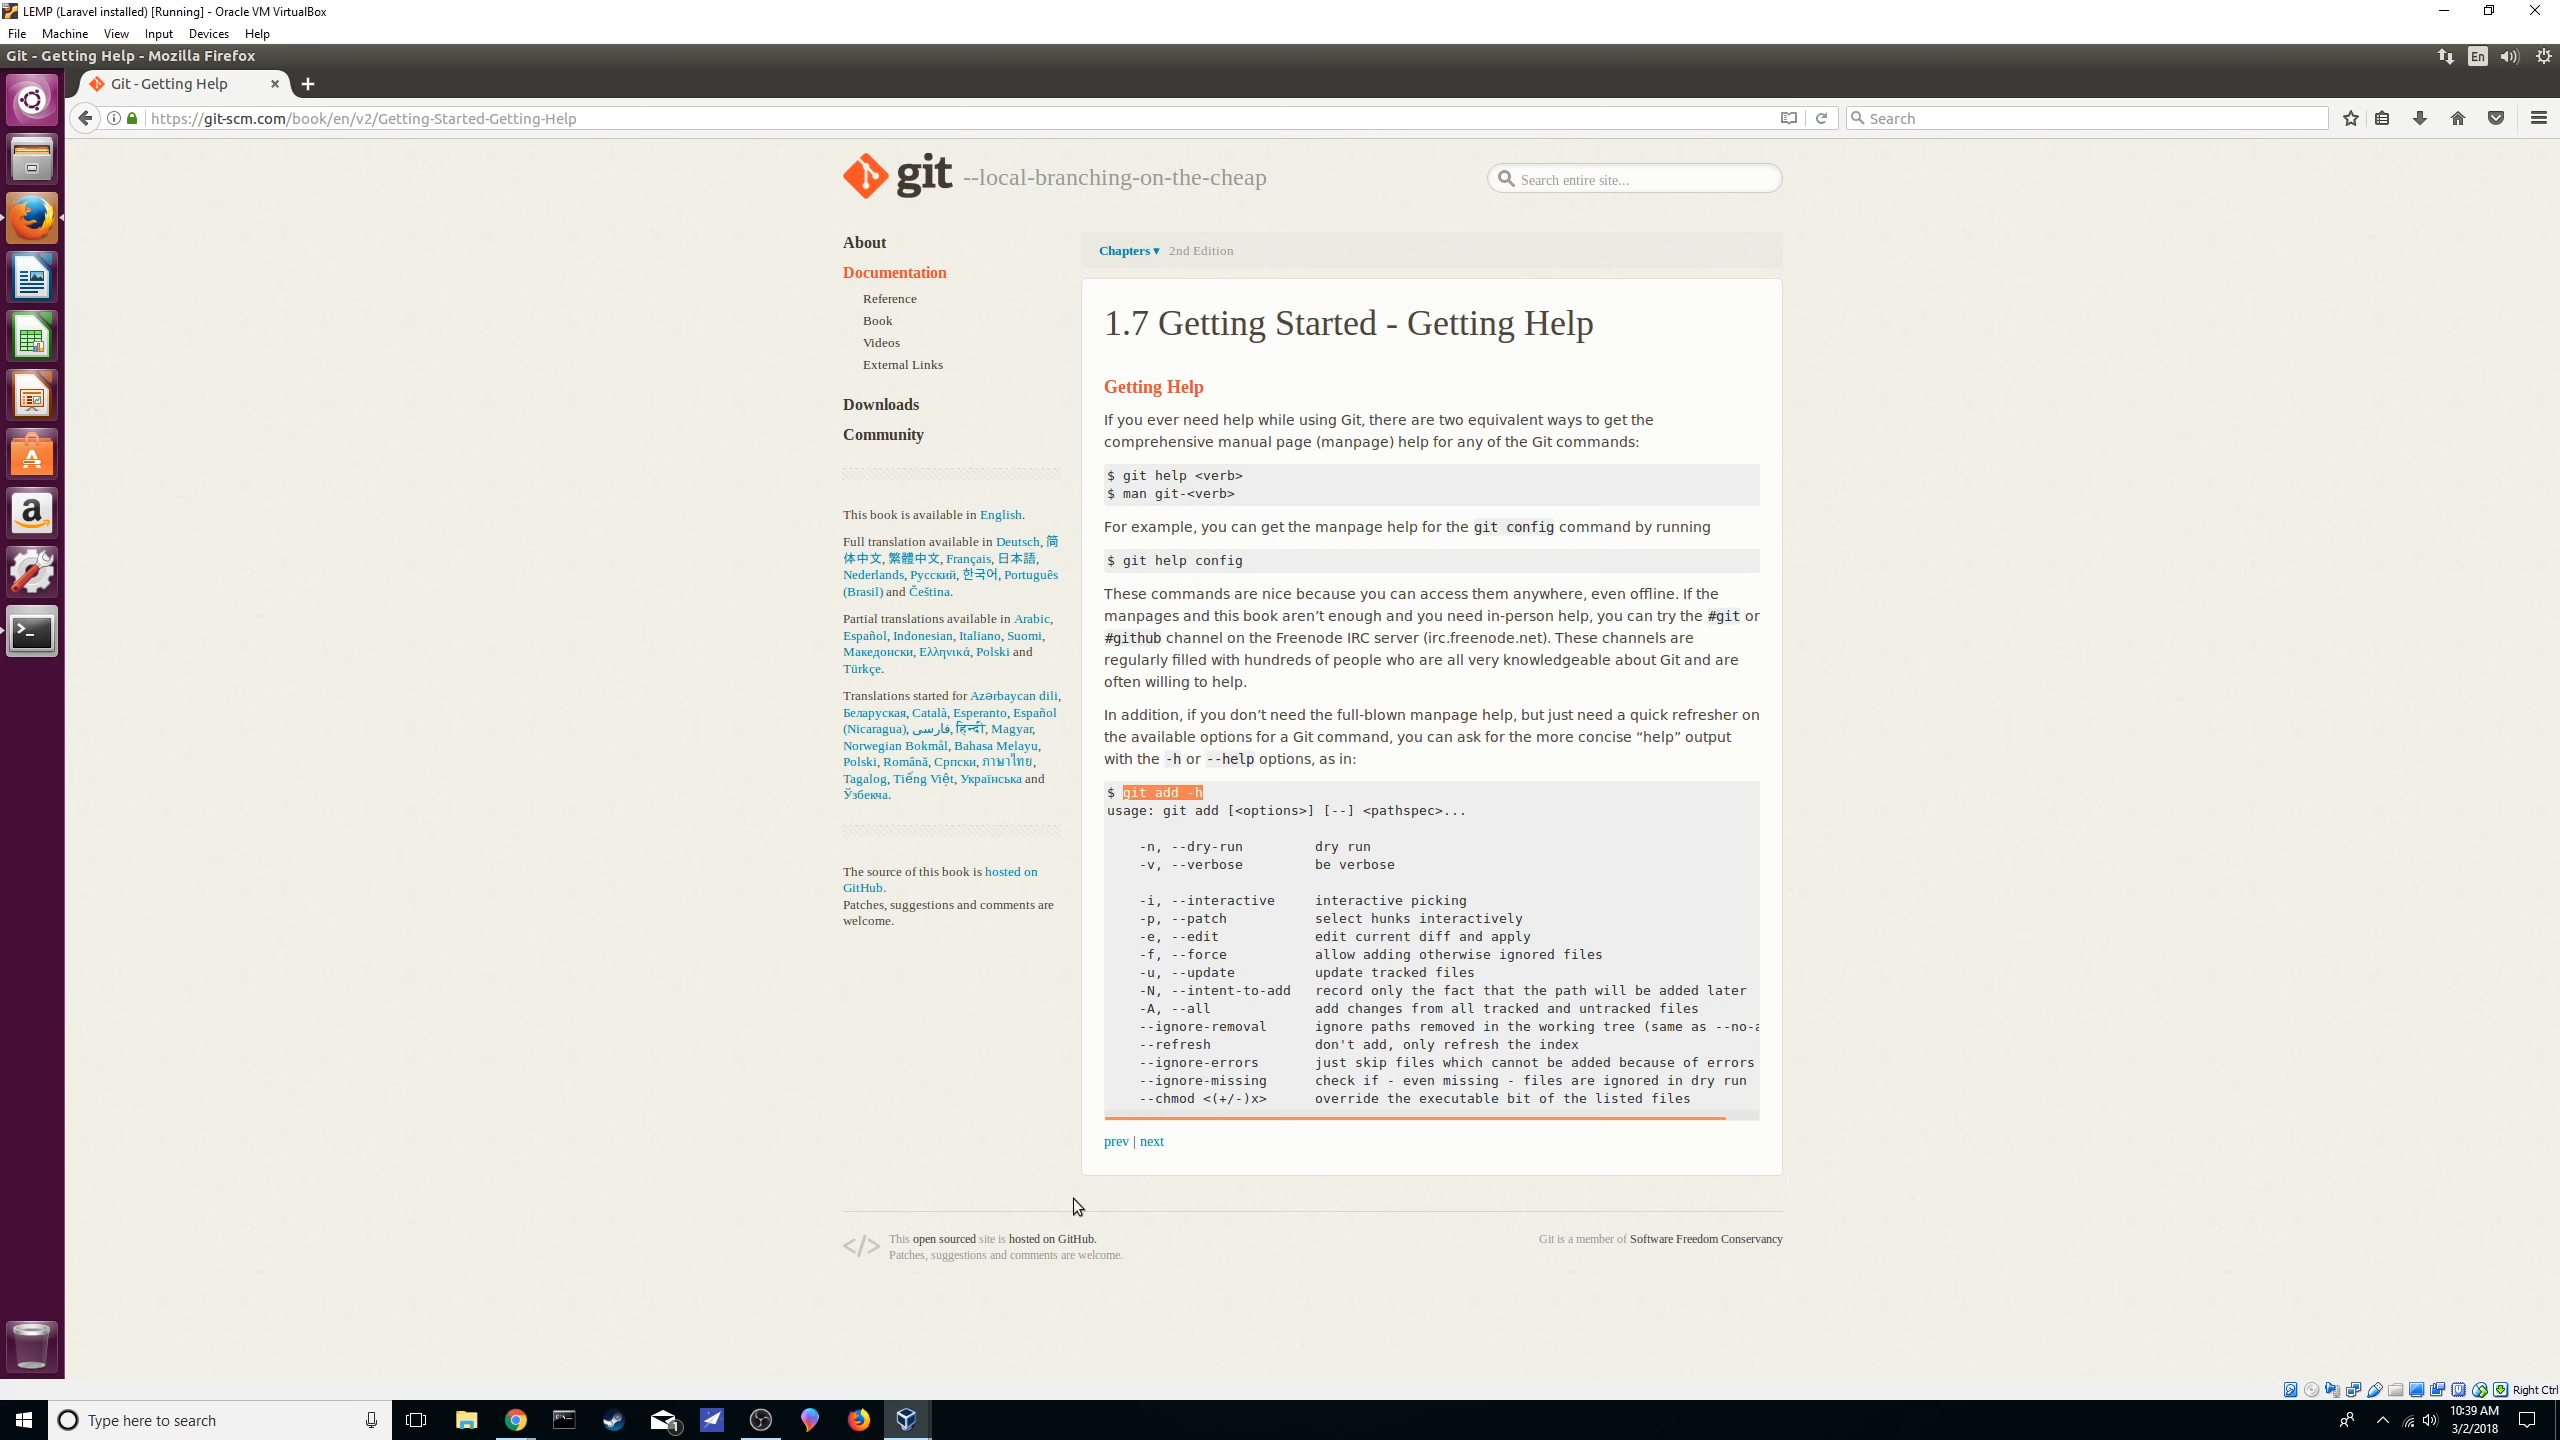 LEMP (Laravel installed) [Running] - Oracle VM VirtualBox
File Machine View Input Devices Help
Git - Getting Help - Mozilla Firefox
En
Git - Getting Help
https://git-scm.com/book/en/v2/Getting-Started-Getting-Help
Search
git --local-branching-on-the-cheap
Search entire site...
About
Documentation
Reference
Book
Videos
External Links
Downloads
Community
This book is available in English.
Full translation available in Deutsch, 简
体中文, 繁體中文, Français, 日本語,
Nederlands, Русский, 한국어, Português
(Brasil) and Čeština.
Partial translations available in Arabic,
Español, Indonesian, Italiano, Suomi,
Македонски, Ελληνικά, Polski and
Türkçe.
Translations started for Azərbaycan dili,
Беларуская, Català, Esperanto, Español
(Nicaragua), فارسی, हिन्दी, Magyar,
Norwegian Bokmål, Bahasa Melayu,
Polski, Română, Српски, ภาษาไทย,
Tagalog, Tiếng Việt, Українська and
Ўзбекча.
The source of this book is hosted on
GitHub.
Patches, suggestions and comments are
welcome.
Chapters ▾ 2nd Edition
1.7 Getting Started - Getting Help
Getting Help
If you ever need help while using Git, there are two equivalent ways to get the
comprehensive manual page (manpage) help for any of the Git commands:
$ git help <verb>
$ man git-<verb>
For example, you can get the manpage help for the git config command by running
$ git help config
These commands are nice because you can access them anywhere, even offline. If the
manpages and this book aren’t enough and you need in-person help, you can try the #git or
#github channel on the Freenode IRC server (irc.freenode.net). These channels are
regularly filled with hundreds of people who are all very knowledgeable about Git and are
often willing to help.
In addition, if you don’t need the full-blown manpage help, but just need a quick refresher on
the available options for a Git command, you can ask for the more concise “help” output
with the -h or --help options, as in:
$ git add -h
usage: git add [<options>] [--] <pathspec>...
-n, --dry-run dry run
-v, --verbose be verbose
-i, --interactive interactive picking
-p, --patch select hunks interactively
-e, --edit edit current diff and apply
-f, --force allow adding otherwise ignored files
-u, --update update tracked files
-N, --intent-to-add record only the fact that the path will be added later
-A, --all add changes from all tracked and untracked files
--ignore-removal ignore paths removed in the working tree (same as --no-a
--refresh don't add, only refresh the index
--ignore-errors just skip files which cannot be added because of errors
--ignore-missing check if - even missing - files are ignored in dry run
--chmod <(+/-)x> override the executable bit of the listed files
prev | next
</> This open sourced site is hosted on GitHub.
Patches, suggestions and comments are welcome.
Git is a member of Software Freedom Conservancy
Right Ctrl
Type here to search
1
10:39 AM
3/2/2018